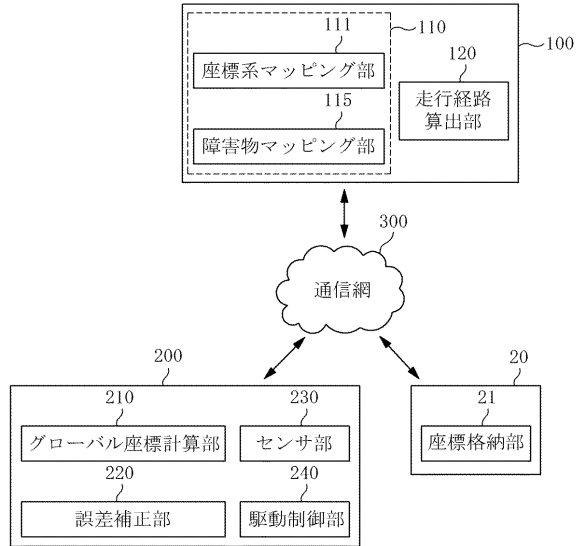 111
110
100
座標系マッピング部
120
走行経路
算出部
115
障害物マッピング部
300
通信網
200
20
210
230
21
グローバル座標計算部
センサ部
座標格納部
220
240
誤差補正部
駆動制御部